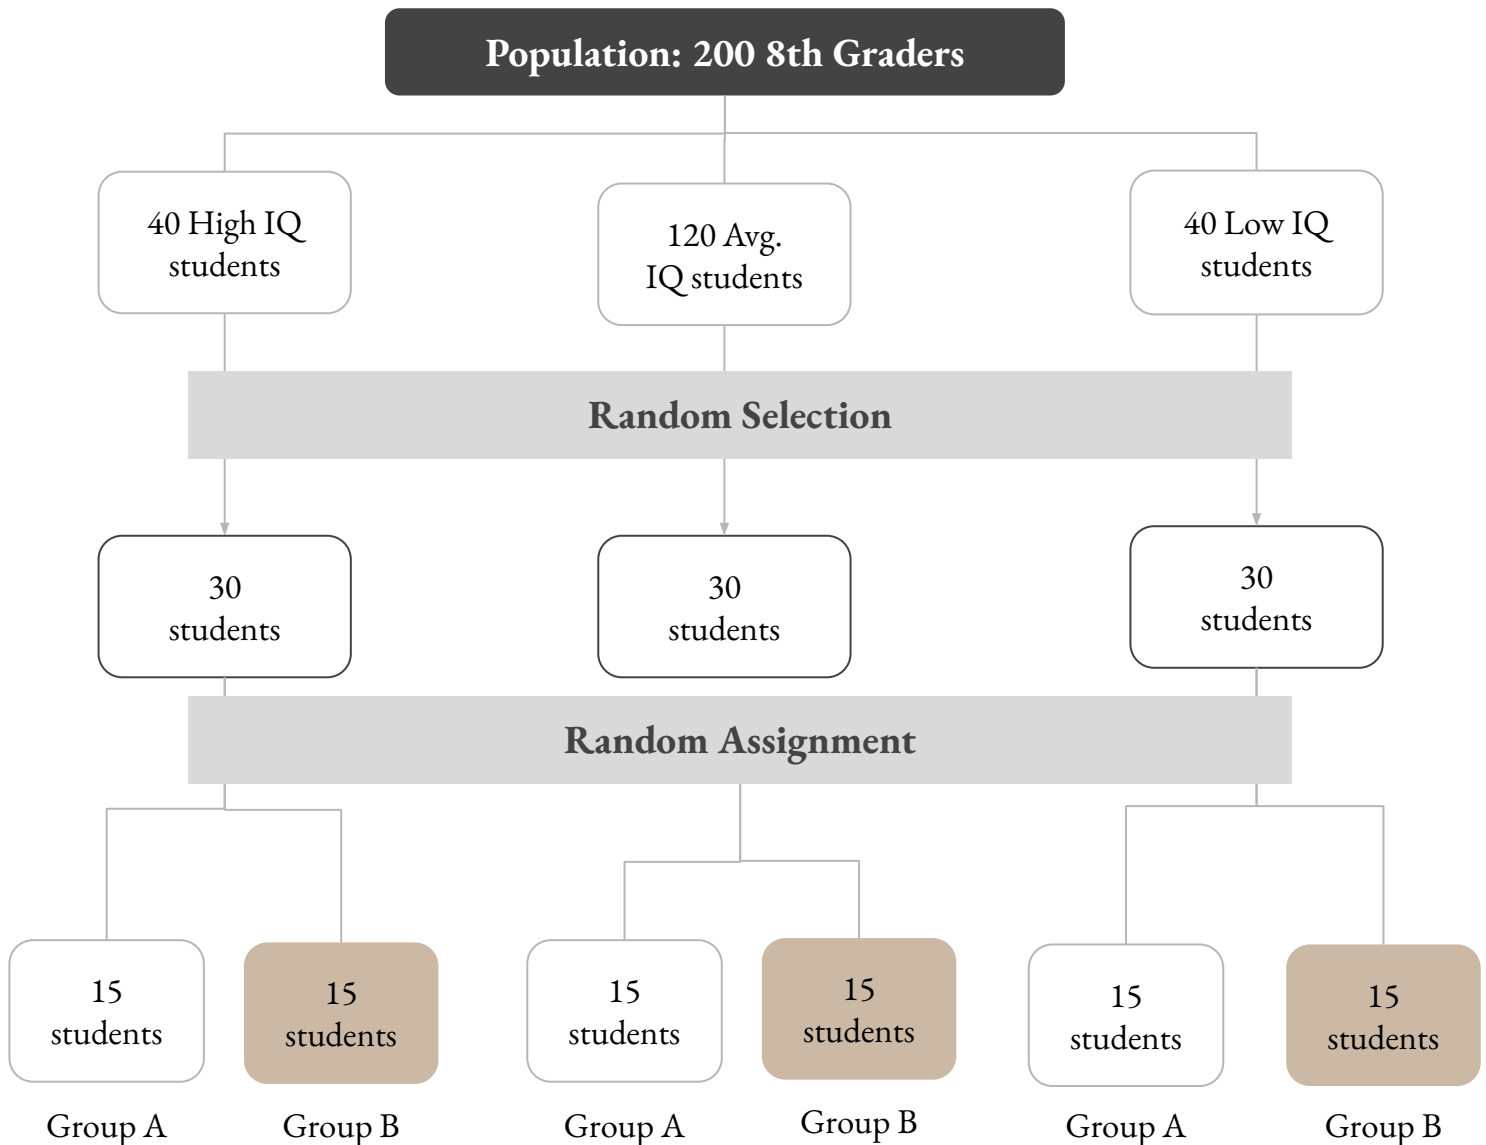 Population: 200 8th Graders
40 High IQ
students
120 Avg.
IQ students
40 Low IQ
students
Random Selection
30
students
30
students
30
students
Random Assignment
15
students
15
students
15
students
15
students
15
students
15
students
Group A
Group B
Group A
Group B
Group A
Group B